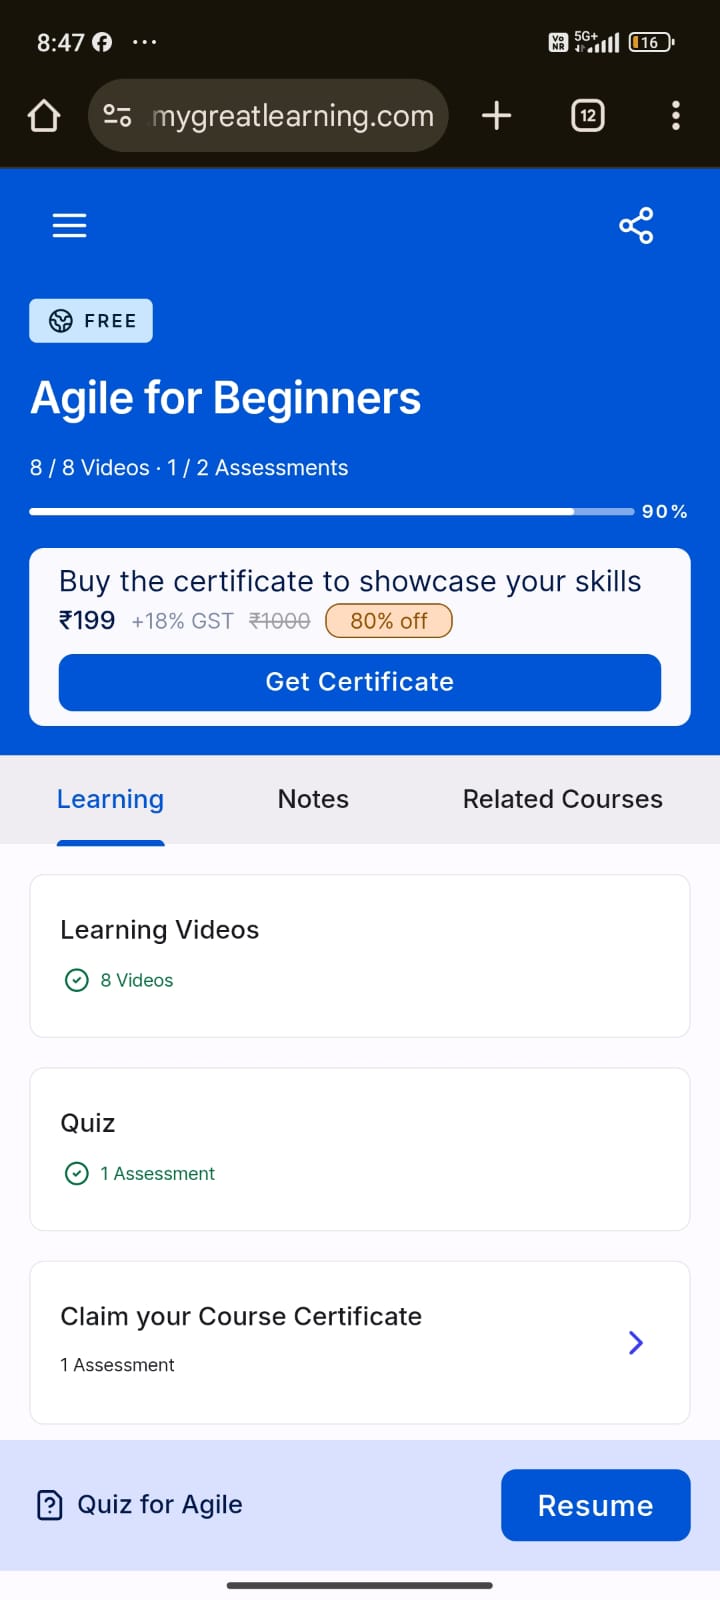 8:47 ...
Vo NR 5G+ 16
mygreatlearning.com 12
FREE
Agile for Beginners
8 / 8 Videos · 1 / 2 Assessments
90%
Buy the certificate to showcase your skills
₹199 +18% GST ₹1000 80% off
Get Certificate
Learning Notes Related Courses
Learning Videos
8 Videos
Quiz
1 Assessment
Claim your Course Certificate
1 Assessment
Quiz for Agile Resume